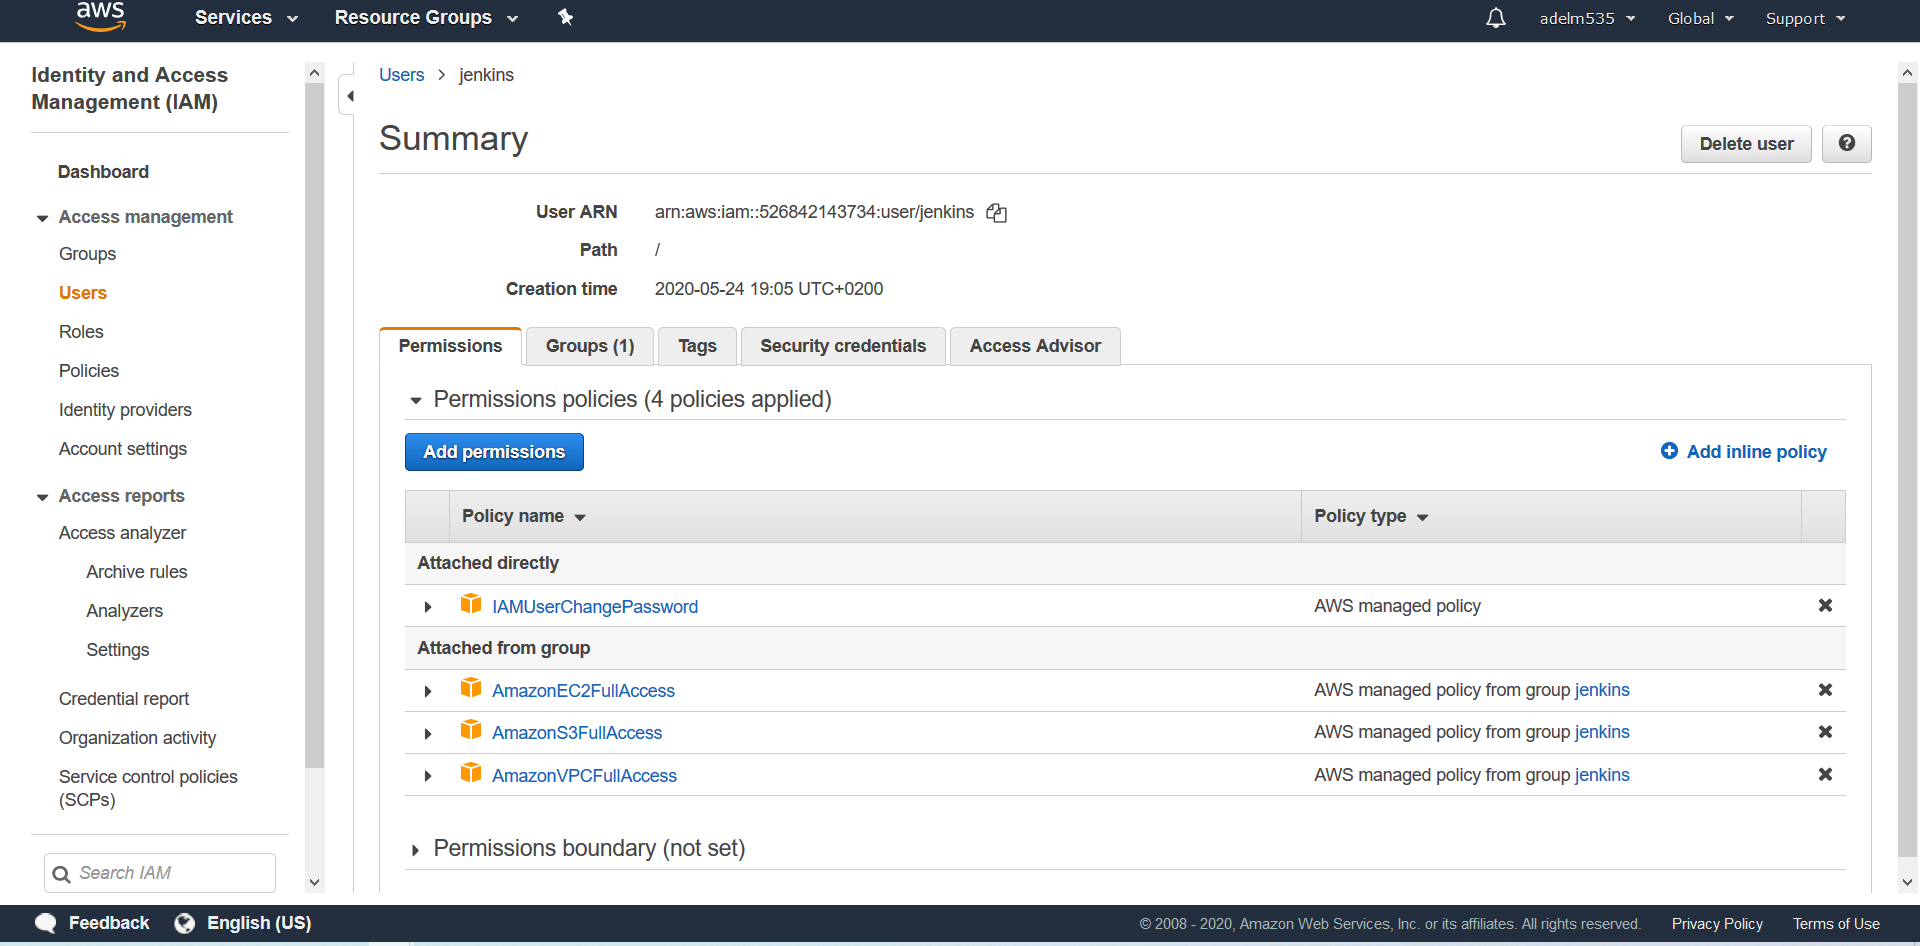 aws Services Resource Groups adelm535 Global Support
Identity and Access
Management (IAM)
Dashboard
Access management
Groups
Users
Roles
Policies
Identity providers
Account settings
Access reports
Access analyzer
Archive rules
Analyzers
Settings
Credential report
Organization activity
Service control policies
(SCPs)
Search IAM
Users > jenkins
Summary
Delete user
User ARN arn:aws:iam::526842143734:user/jenkins
Path /
Creation time 2020-05-24 19:05 UTC+0200
Permissions Groups (1) Tags Security credentials Access Advisor
Permissions policies (4 policies applied)
Add permissions Add inline policy
Policy name Policy type
Attached directly
IAMUserChangePassword AWS managed policy
Attached from group
AmazonEC2FullAccess AWS managed policy from group jenkins
AmazonS3FullAccess AWS managed policy from group jenkins
AmazonVPCFullAccess AWS managed policy from group jenkins
Permissions boundary (not set)
Feedback English (US) © 2008 - 2020, Amazon Web Services, Inc. or its affiliates. All rights reserved. Privacy Policy Terms of Use